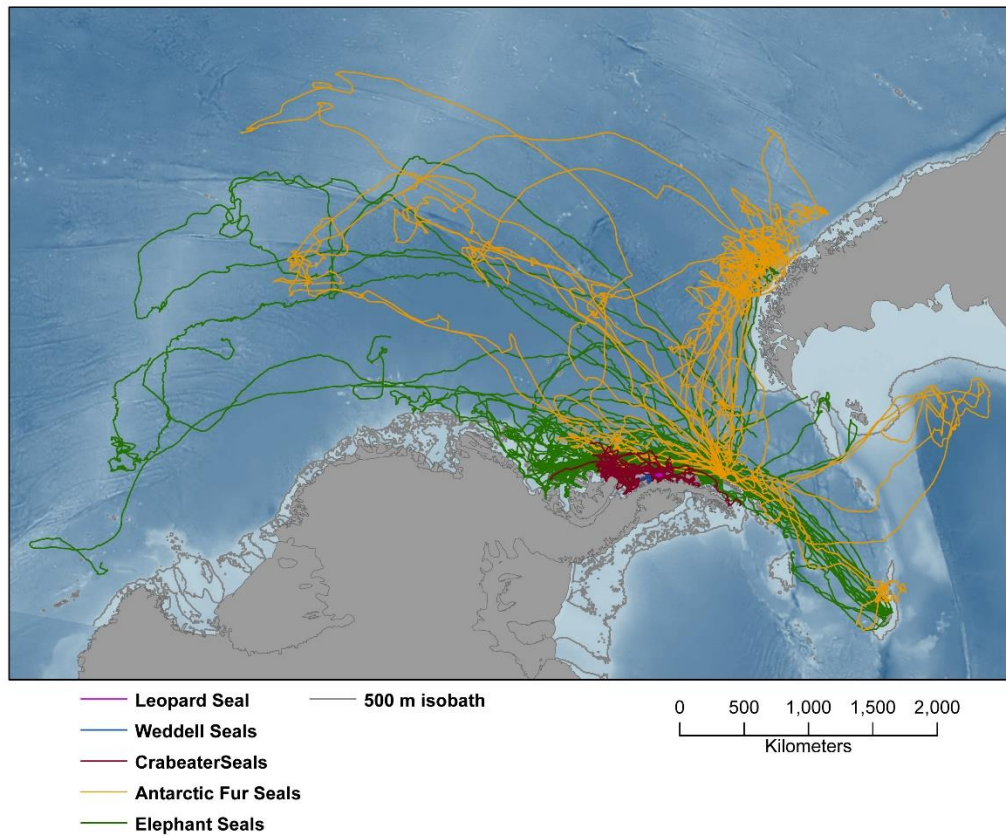 Leopard Seal
500 m isobath
Weddell Seals
CrabeaterSeals
Antarctic Fur Seals
Elephant Seals
0 500 1,000 1,500 2,000
Kilometers